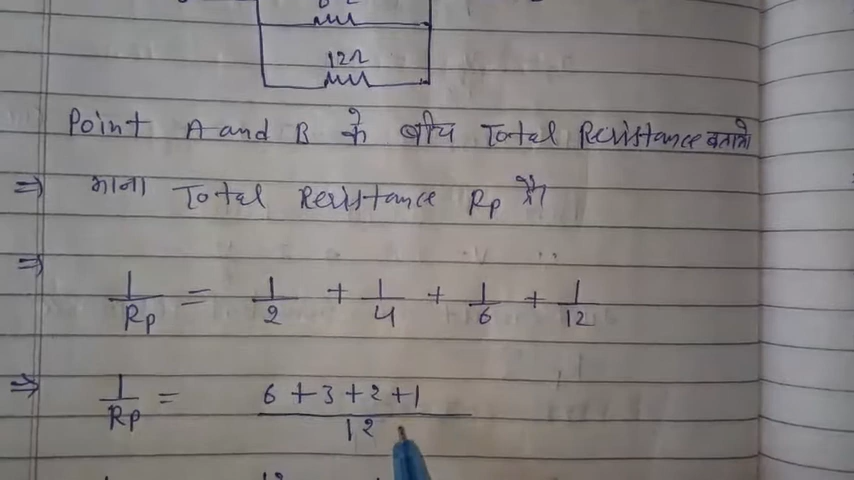 12Ω
Point A and B के बीच Total Resistance बताओ
⇒ माना Total Resistance Rp है।
⇒
1/Rp = 1/2 + 1/4 + 1/6 + 1/12
⇒ 1/Rp = 6+3+2+1/12